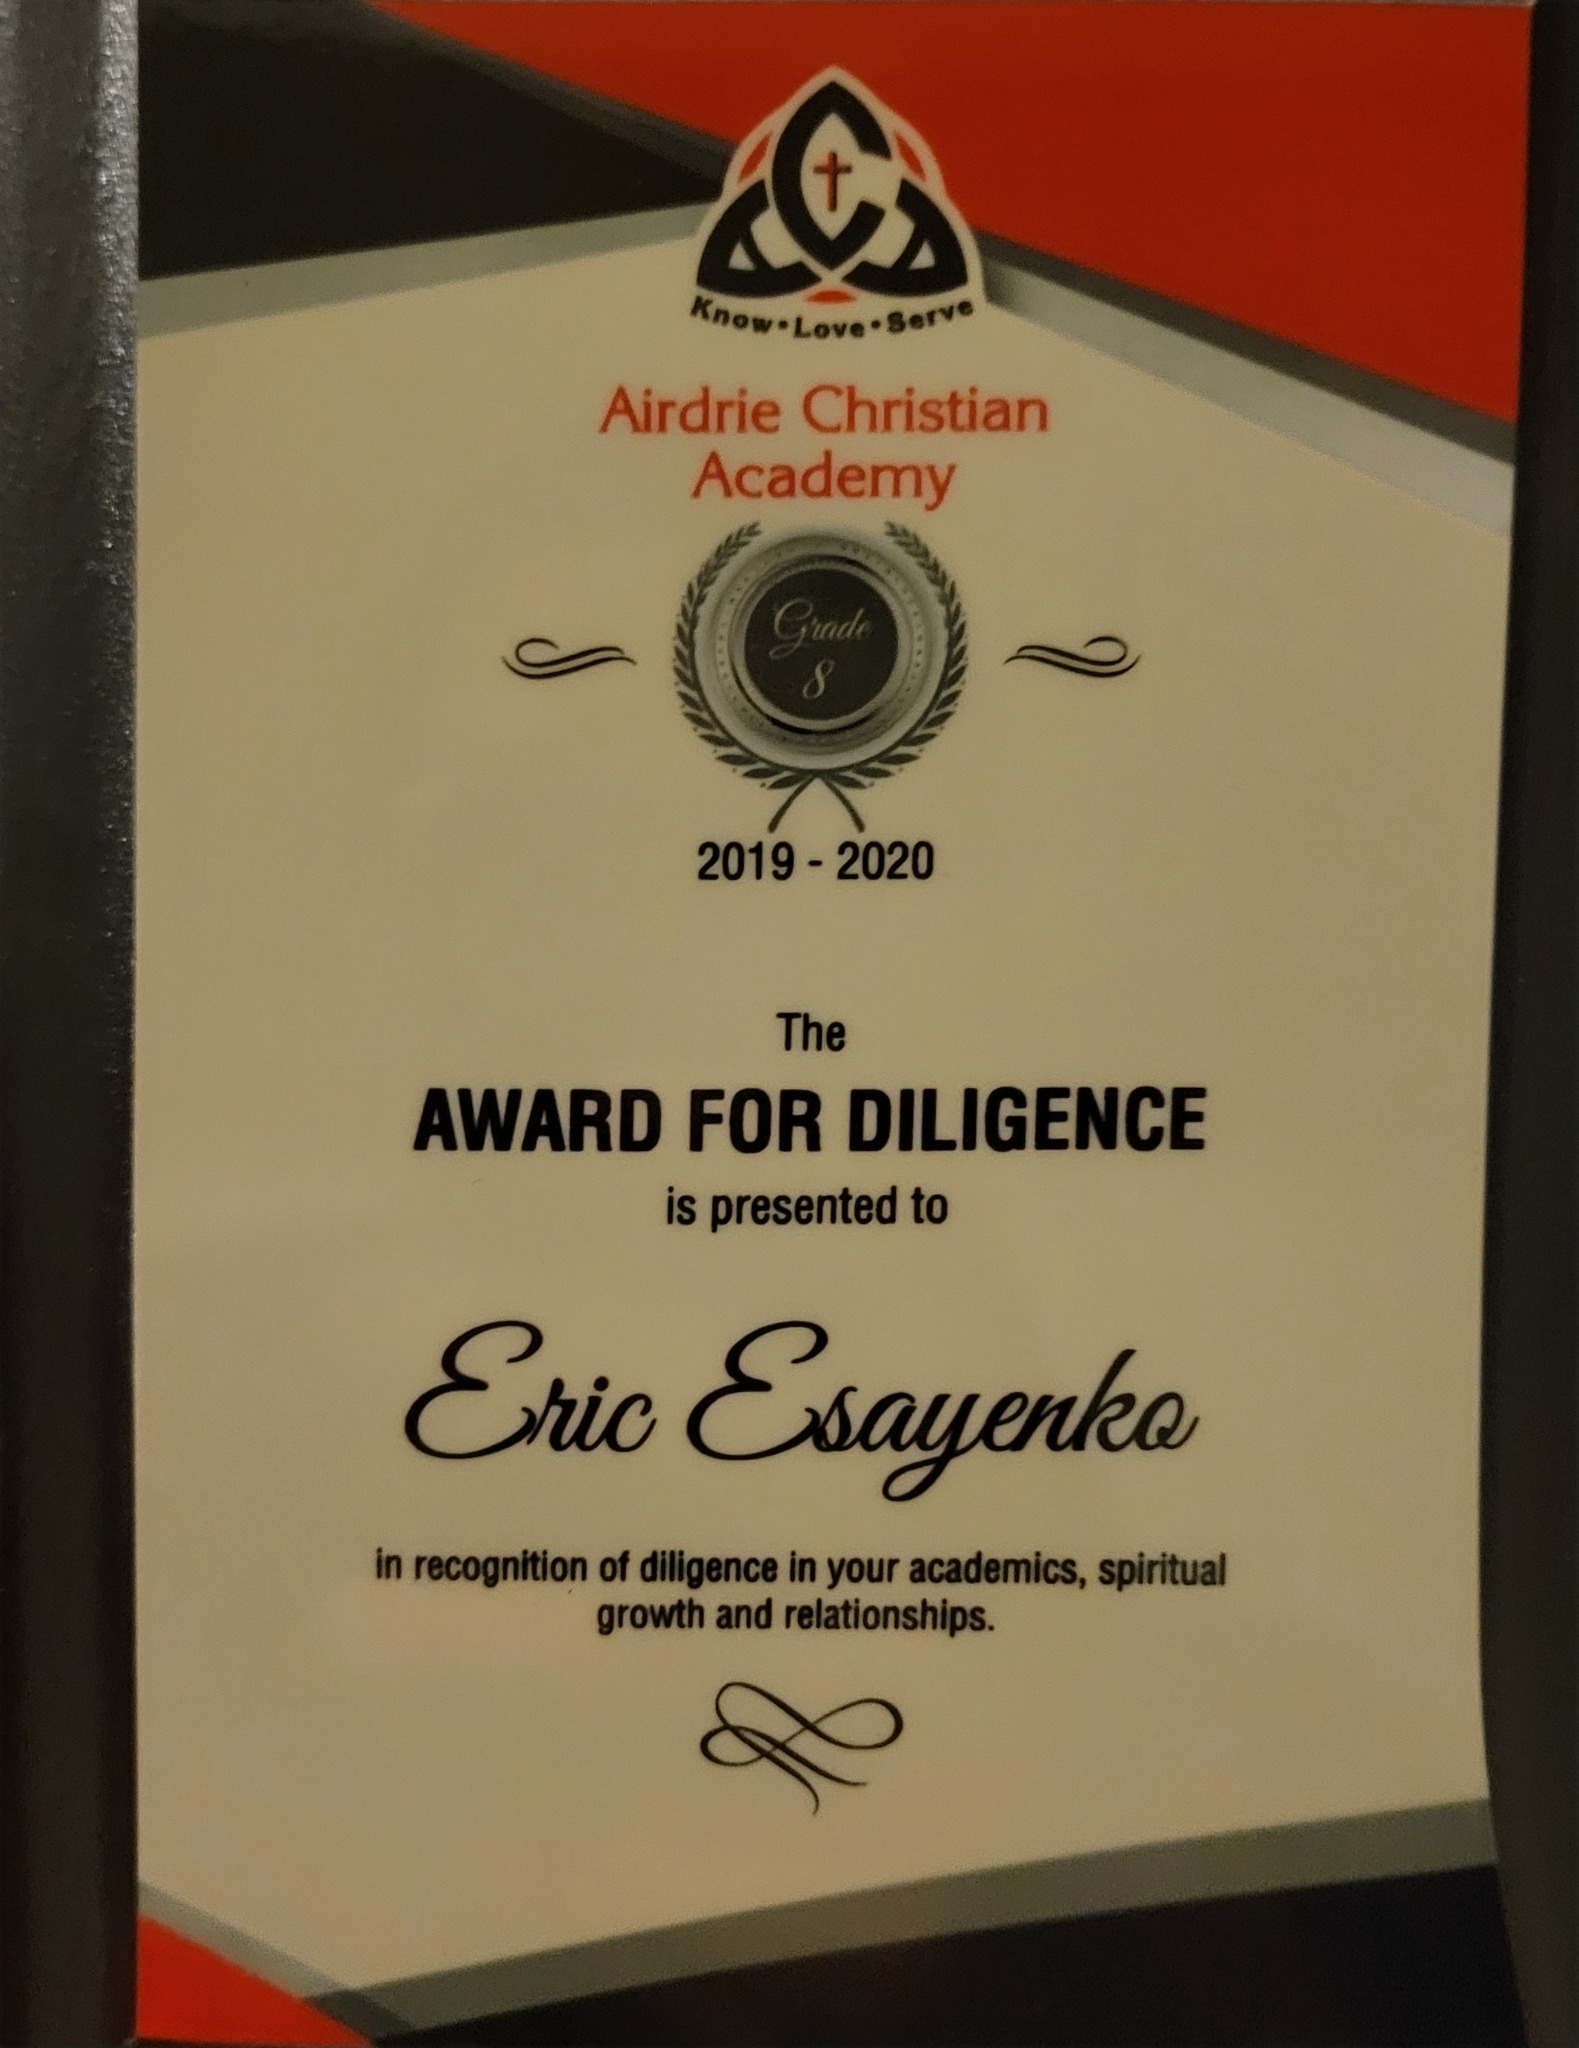 Know • Love • Serve
Airdrie Christian
Academy
Grade
8
2019 - 2020
The
AWARD FOR DILIGENCE
is presented to
Eric Esayenko
in recognition of diligence in your academics, spiritual
growth and relationships.